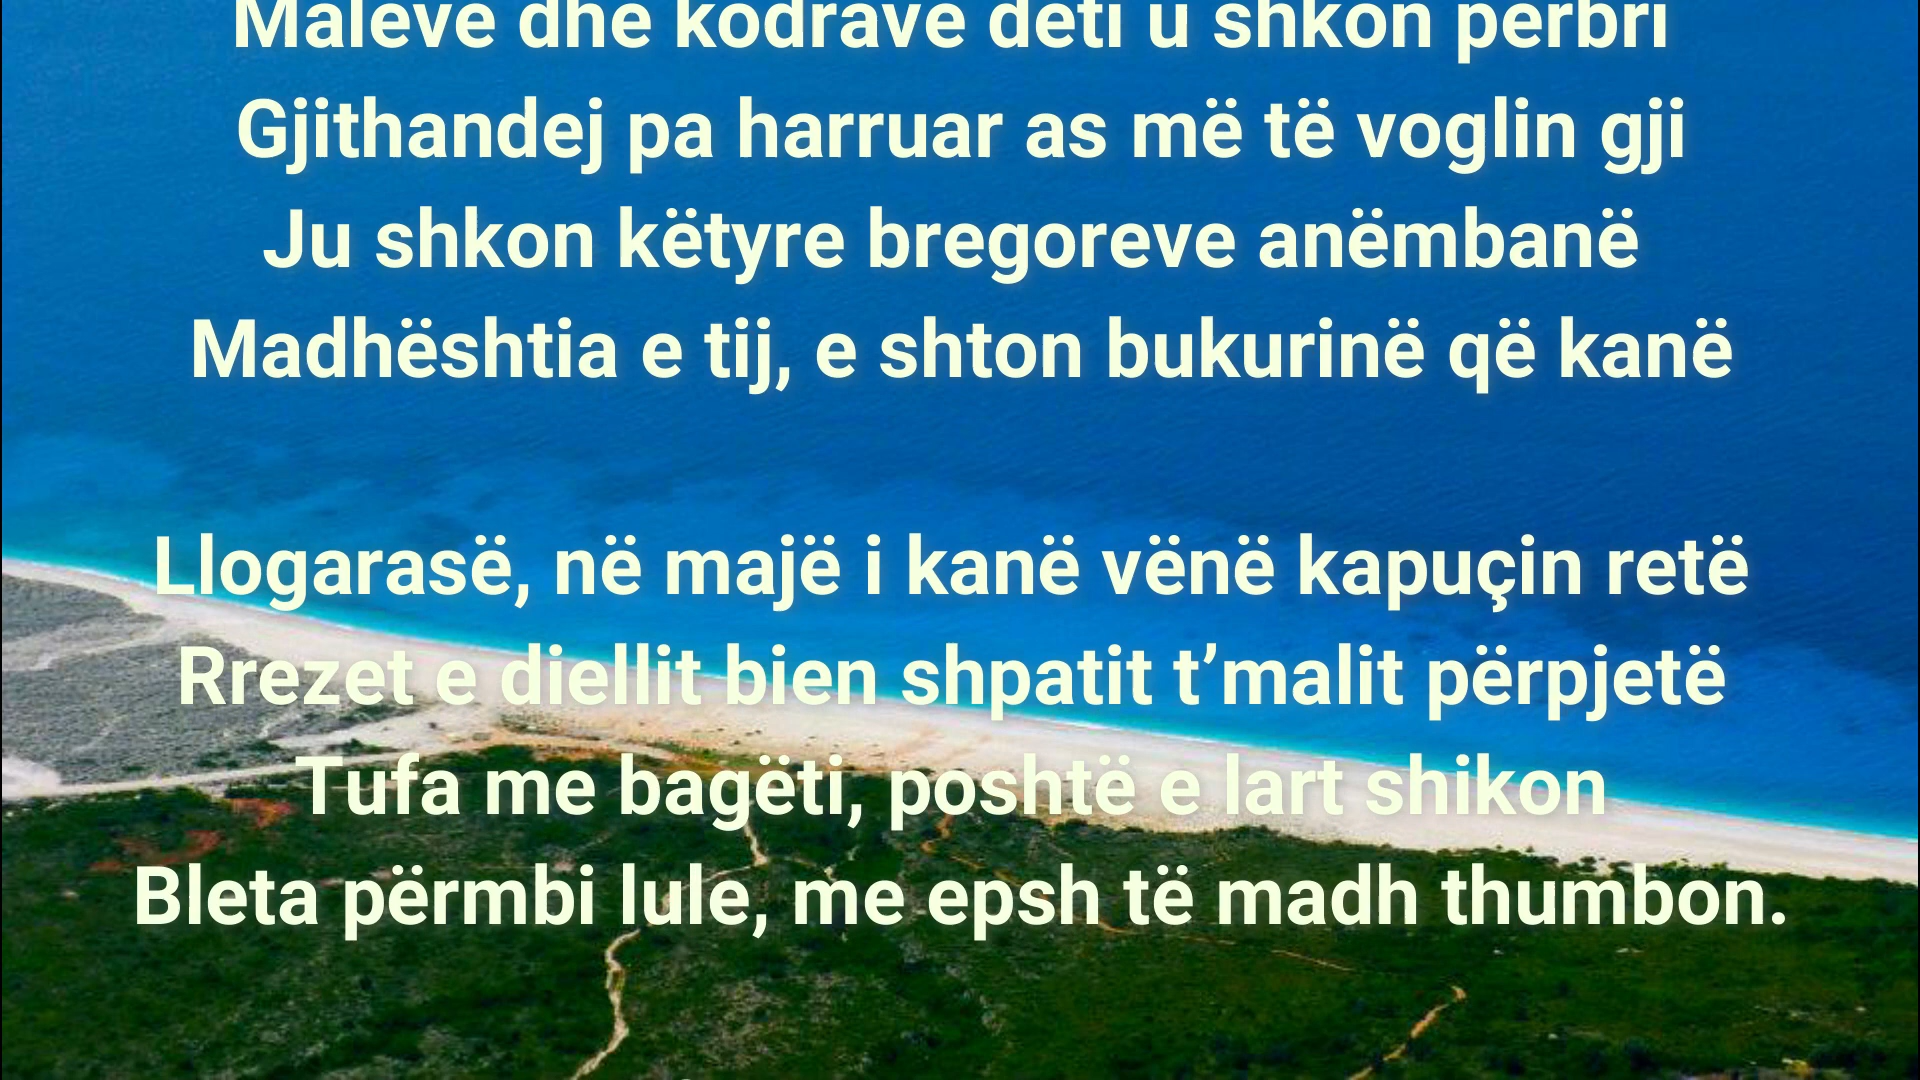 Maleve dhe kodrave deti u shkon përbri
Gjithandej pa harruar as më të voglin gji
Ju shkon këtyre bregoreve anëmbanë
Madhështia e tij, e shton bukurinë që kanë
Llogarasë, në majë i kanë vënë kapuçin retë
Rrezet e diellit bien shpatit t’malit përpjetë
Tufa me bagëti, poshtë e lart shikon
Bleta përmbi lule, me epsh të madh thumbon.